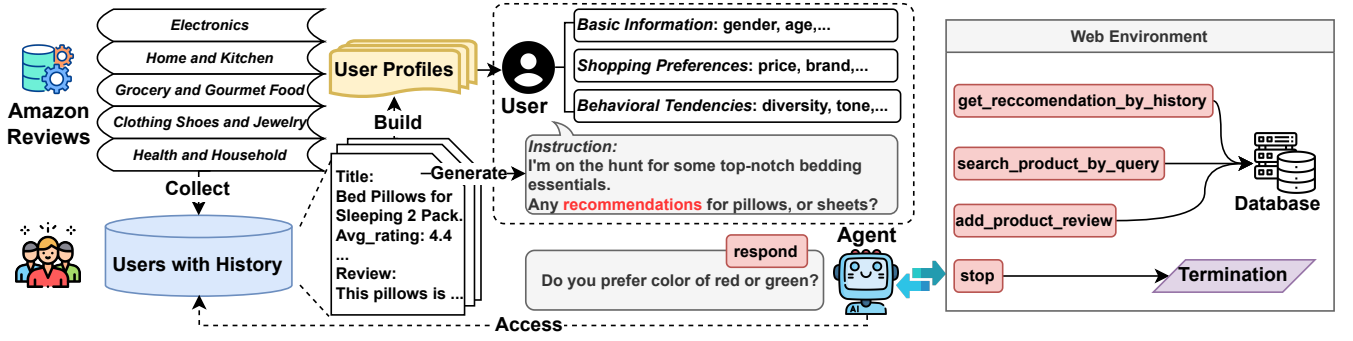 Amazon
Reviews
Electronics
Home and Kitchen
Grocery and Gourmet Food
Clothing Shoes and Jewelry
Health and Household
Collect
Users with History
User Profiles
Build
Title:
Bed Pillows for
Sleeping 2 Pack.
Avg_rating: 4.4
...
Review:
This pillows is ...
Generate
User
Basic Information: gender, age,...
Shopping Preferences: price, brand,...
Behavioral Tendencies: diversity, tone,...
Instruction:
I'm on the hunt for some top-notch bedding
essentials.
Any recommendations for pillows, or sheets?
respond
Do you prefer color of red or green?
Agent
AI
Access
Web Environment
get_reccomendation_by_history
search_product_by_query
add_product_review
stop
Database
Termination